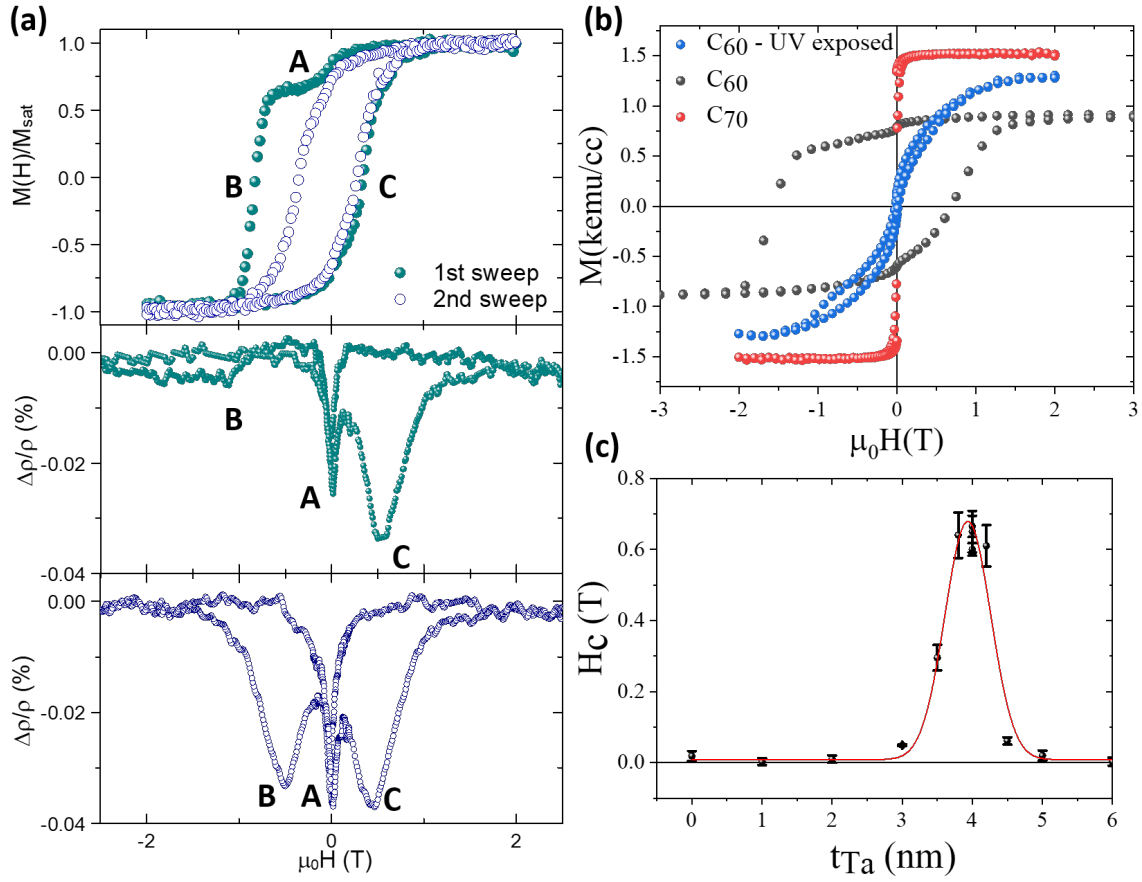 (a)
1.0
0.5
0.0
-0.5
-1.0
M(H)/M_sat
A
B
C
1st sweep
2nd sweep
0.00
-0.02
-0.04
Δρ/ρ (%)
B
A
C
0.00
-0.02
-0.04
Δρ/ρ (%)
B
A
C
-2
0
2
μ₀H (T)
(b)
C₆₀ - UV exposed
C₆₀
C₇₀
1.5
1.0
0.5
0.0
-0.5
-1.0
-1.5
M(kemu/cc)
-3
-2
-1
0
1
2
3
μ₀H(T)
(c)
0.8
0.6
0.4
0.2
0.0
Hc (T)
0
1
2
3
4
5
6
tTa (nm)